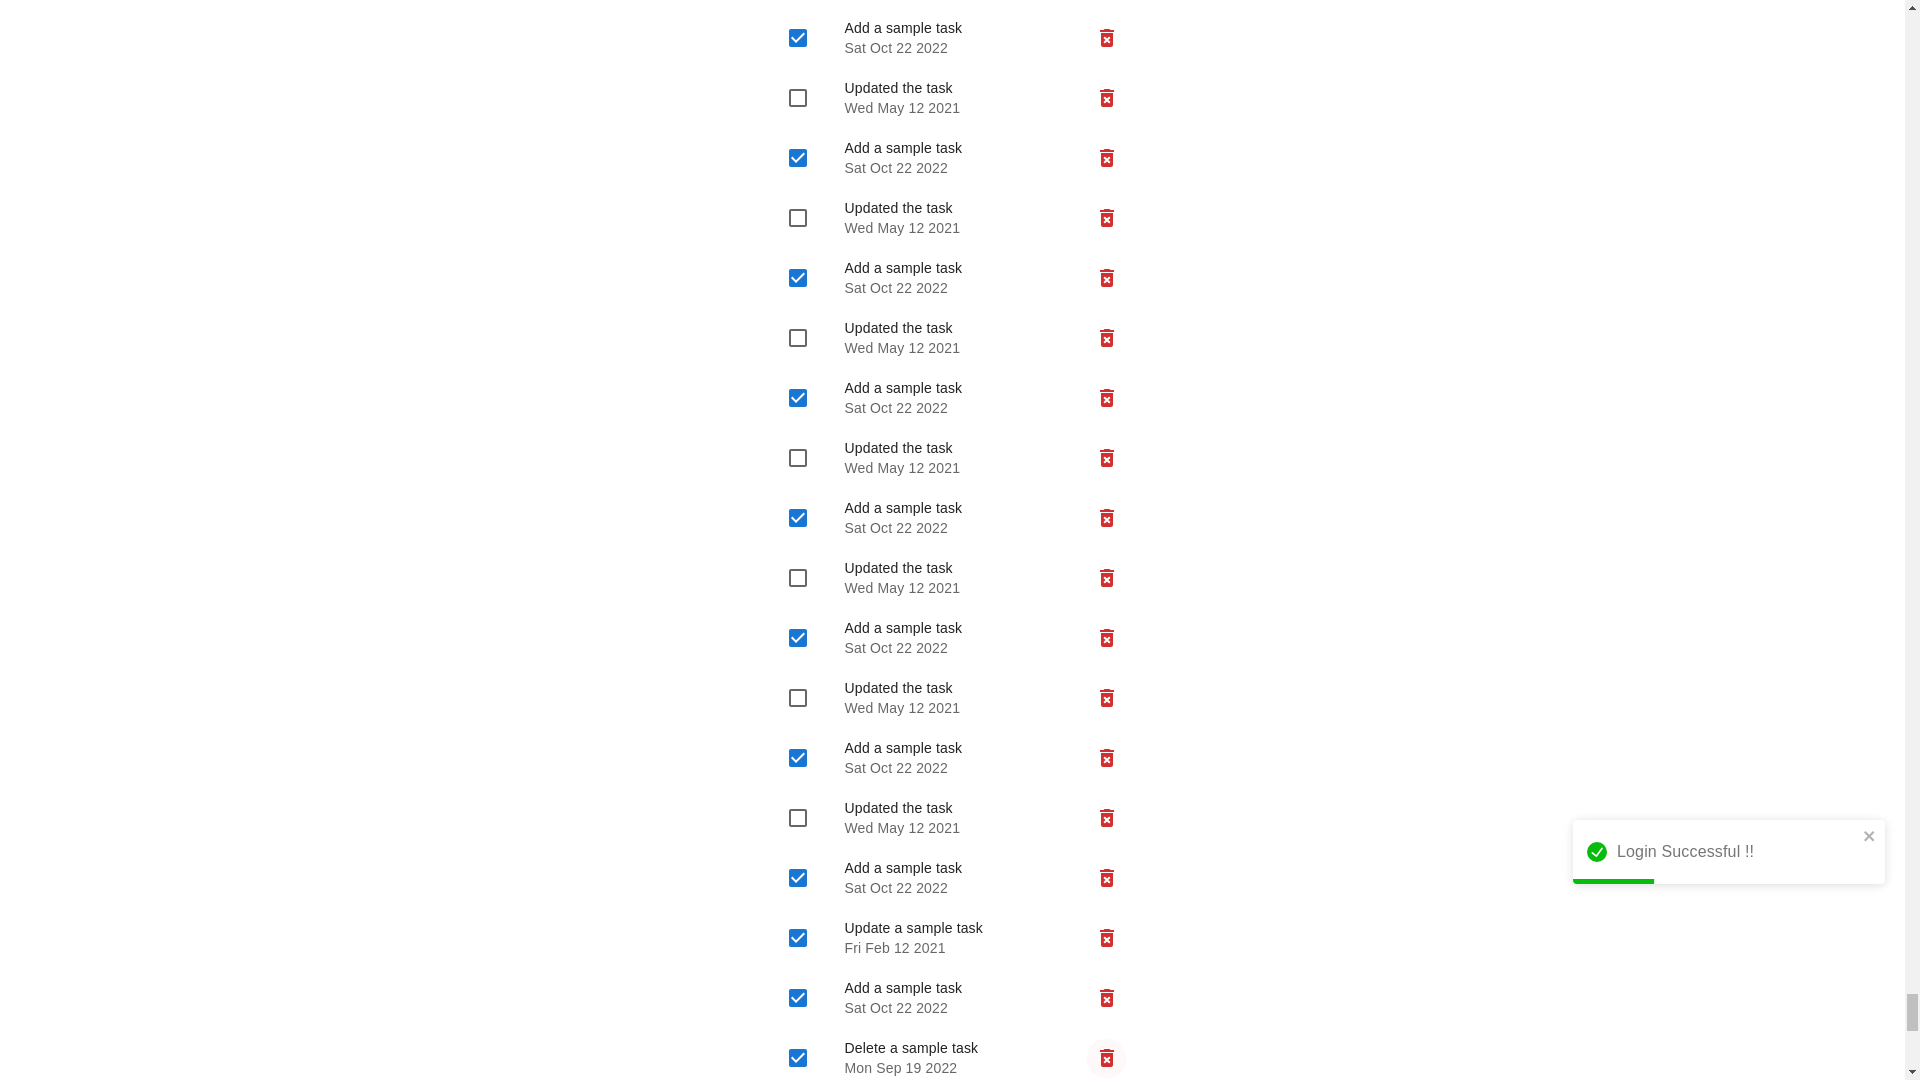 Add a sample task
Sat Oct 22 2022
Updated the task
Wed May 12 2021
Add a sample task
Sat Oct 22 2022
Updated the task
Wed May 12 2021
Add a sample task
Sat Oct 22 2022
Updated the task
Wed May 12 2021
Add a sample task
Sat Oct 22 2022
Updated the task
Wed May 12 2021
Add a sample task
Sat Oct 22 2022
Updated the task
Wed May 12 2021
Add a sample task
Sat Oct 22 2022
Updated the task
Wed May 12 2021
Add a sample task
Sat Oct 22 2022
Updated the task
Wed May 12 2021
Login Successful !!
Add a sample task
Sat Oct 22 2022
Update a sample task
Fri Feb 12 2021
Add a sample task
Sat Oct 22 2022
Delete a sample task
Mon Sep 19 2022